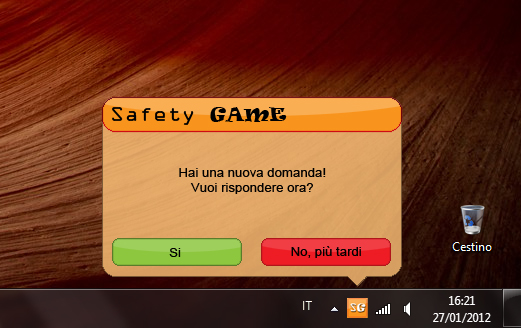 Safety GAME
Hai una nuova domanda!
Vuoi rispondere ora?
Si
No, più tardi
Cestino
IT
SG
16:21
27/01/2012